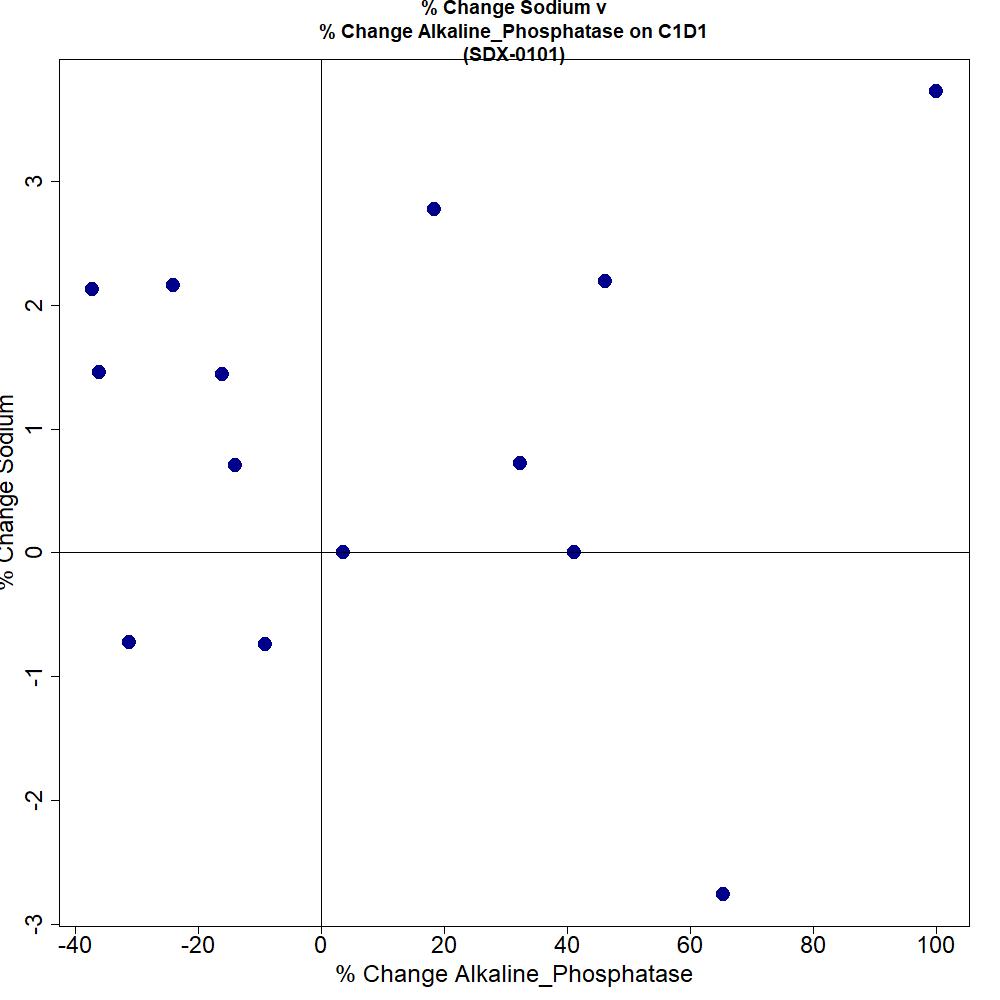 % Change Sodium v
% Change Alkaline_Phosphatase on C1D1
(SDX-0101)
% Change Sodium
3
2
1
0
-1
-2
-3
-40 -20 0 20 40 60 80 100
% Change Alkaline_Phosphatase